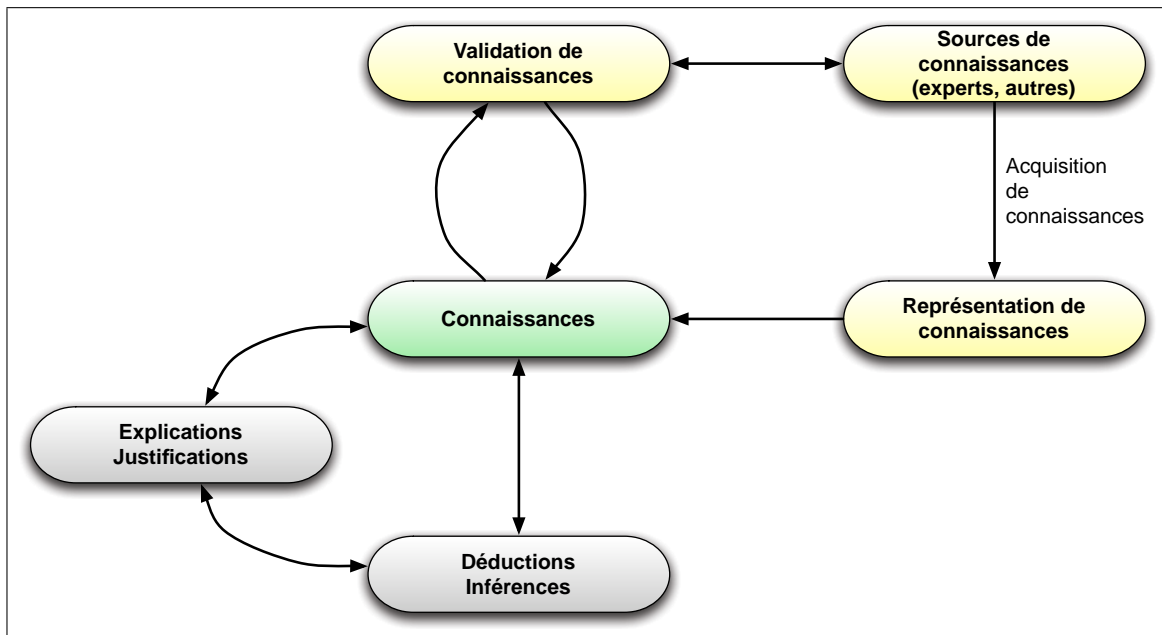 Validation de
connaissances
Sources de
connaissances
(experts, autres)
Acquisition
de
connaissances
Connaissances
Représentation de
connaissances
Explications
Justifications
Déductions
Inférences